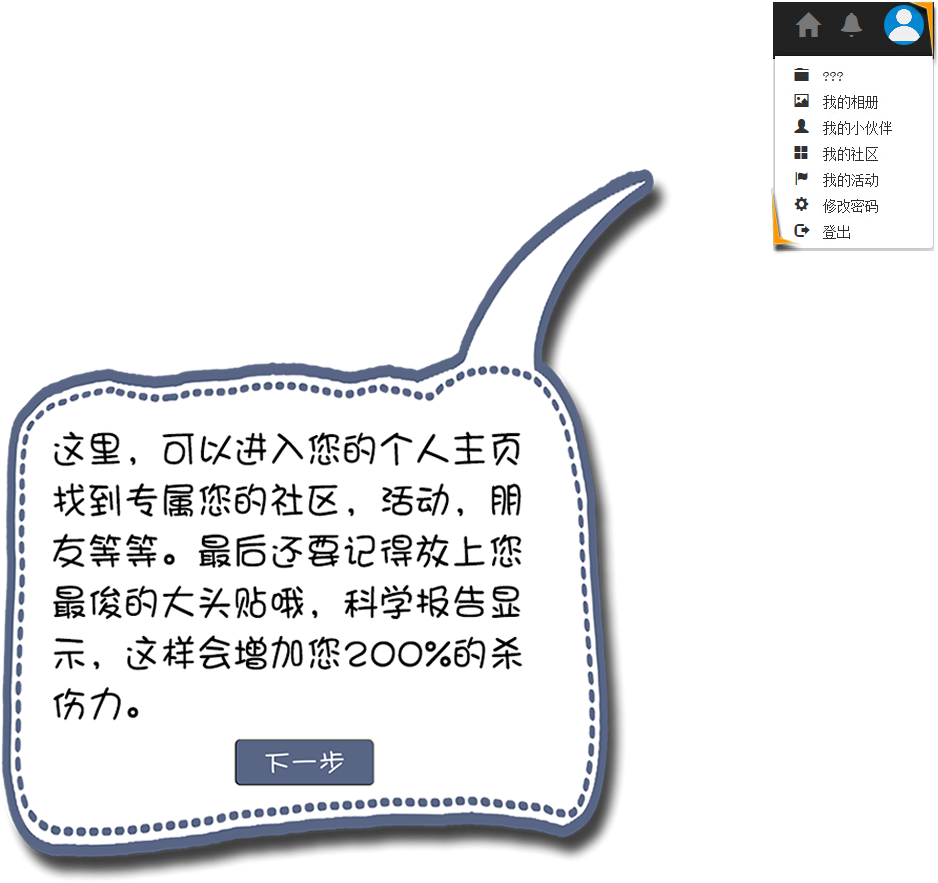 ???
我的相册
我的小伙伴
我的社区
我的活动
修改密码
登出
这里，可以进入您的个人主页
找到专属您的社区，活动，朋
友等等。最后还要记得放上您
最俊的大头贴哦，科学报告显
示，这样会增加您200%的杀
伤力。
下一步